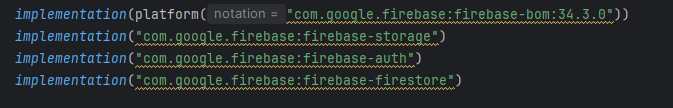 implementation(platform( notation = "com.google.firebase:firebase-bom:34.3.0"))
implementation("com.google.firebase:firebase-storage")
implementation("com.google.firebase:firebase-auth")
implementation("com.google.firebase:firebase-firestore")